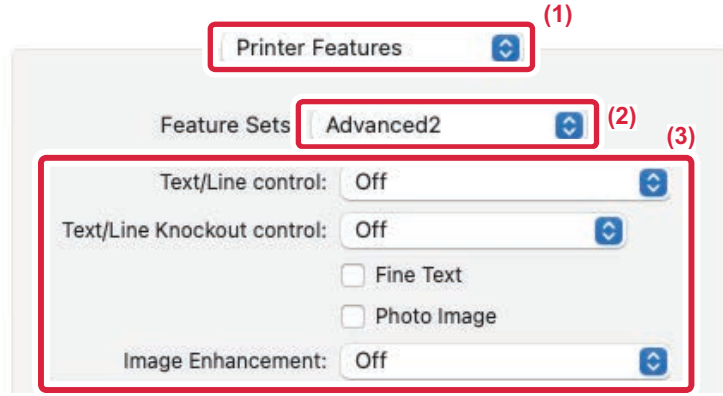 (1)
Printer Features
Feature Sets Advanced2 (2)
(3)
Text/Line control: Off
Text/Line Knockout control: Off
Fine Text
Photo Image
Image Enhancement: Off